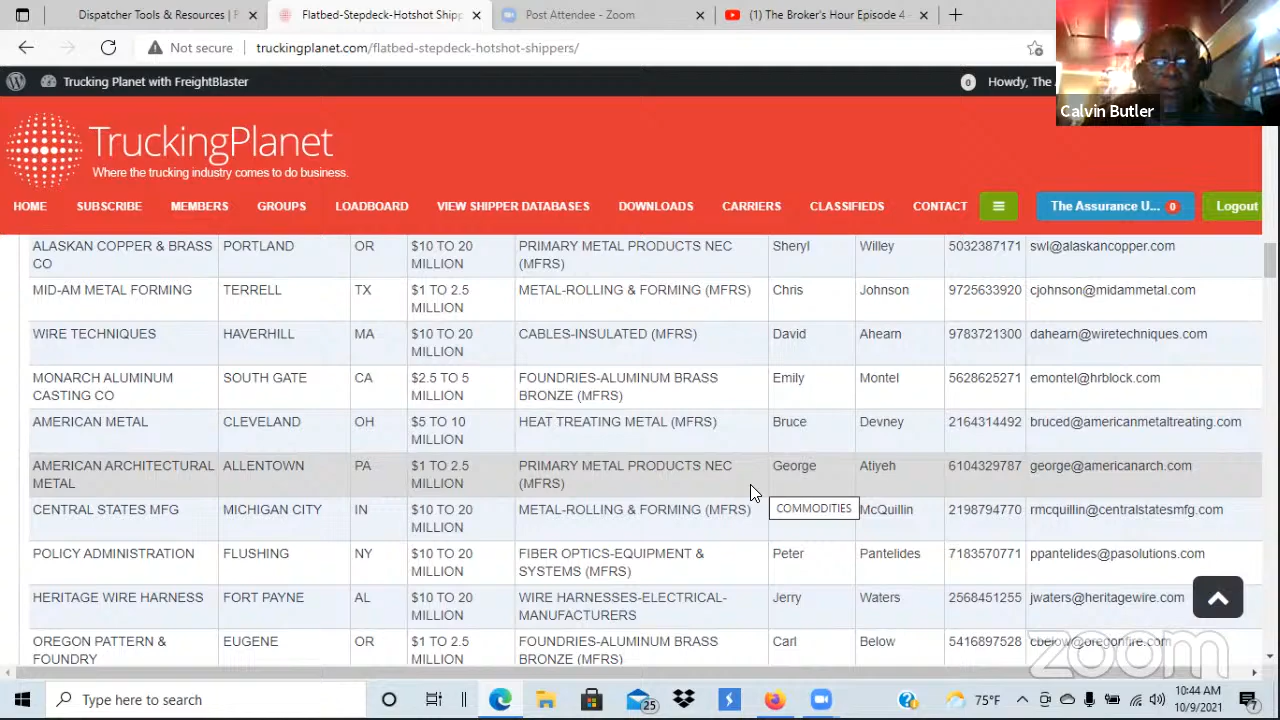 Dispatcher Tools & Resources |
Flatbed-Stepdeck-Hotshot Shipp
Post Attendee - Zoom
(1) The Broker's Hour Episode 4 -
Not secure
truckingplanet.com/flatbed-stepdeck-hotshot-shippers/
Calvin Butler
Trucking Planet with FreightBlaster
0
Howdy, The
TruckingPlanet
Where the trucking industry comes to do business.
HOME SUBSCRIBE MEMBERS GROUPS LOADBOARD VIEW SHIPPER DATABASES DOWNLOADS CARRIERS CLASSIFIEDS CONTACT The Assurance U... 0 Logout
ALASKAN COPPER & BRASS PORTLAND OR $10 TO 20 PRIMARY METAL PRODUCTS NEC Sheryl Willey 5032387171 swl@alaskancopper.com
CO MILLION (MFRS)
MID-AM METAL FORMING TERRELL TX $1 TO 2.5 METAL-ROLLING & FORMING (MFRS) Chris Johnson 9725633920 cjohnson@midammetal.com
MILLION
WIRE TECHNIQUES HAVERHILL MA $10 TO 20 CABLES-INSULATED (MFRS) David Ahearn 9783721300 dahearn@wiretechniques.com
MILLION
MONARCH ALUMINUM SOUTH GATE CA $2.5 TO 5 FOUNDRIES-ALUMINUM BRASS Emily Montel 5628625271 emontel@hrblock.com
CASTING CO MILLION BRONZE (MFRS)
AMERICAN METAL CLEVELAND OH $5 TO 10 HEAT TREATING METAL (MFRS) Bruce Devney 2164314492 bruced@americanmetaltreating.com
MILLION
AMERICAN ARCHITECTURAL ALLENTOWN PA $1 TO 2.5 PRIMARY METAL PRODUCTS NEC George Atiyeh 6104329787 george@americanarch.com
METAL MILLION (MFRS)
CENTRAL STATES MFG MICHIGAN CITY IN $10 TO 20 METAL-ROLLING & FORMING (MFRS) COMMODITIES McQuillin 2198794770 rmcquillin@centralstatesmfg.com
MILLION
POLICY ADMINISTRATION FLUSHING NY $10 TO 20 FIBER OPTICS-EQUIPMENT & Peter Pantelides 7183570771 ppantelides@pasolutions.com
MILLION SYSTEMS (MFRS)
HERITAGE WIRE HARNESS FORT PAYNE AL $10 TO 20 WIRE HARNESSES-ELECTRICAL- Jerry Waters 2568451255 jwaters@heritagewire.com
MILLION MANUFACTURERS
OREGON PATTERN & EUGENE OR $1 TO 2.5 FOUNDRIES-ALUMINUM BRASS Carl Below 5416897528 cbelow@oregonfire.com
FOUNDRY MILLION BRONZE (MFRS)
zoom
Type here to search
25
75°F
10:44 AM
10/9/2021
7